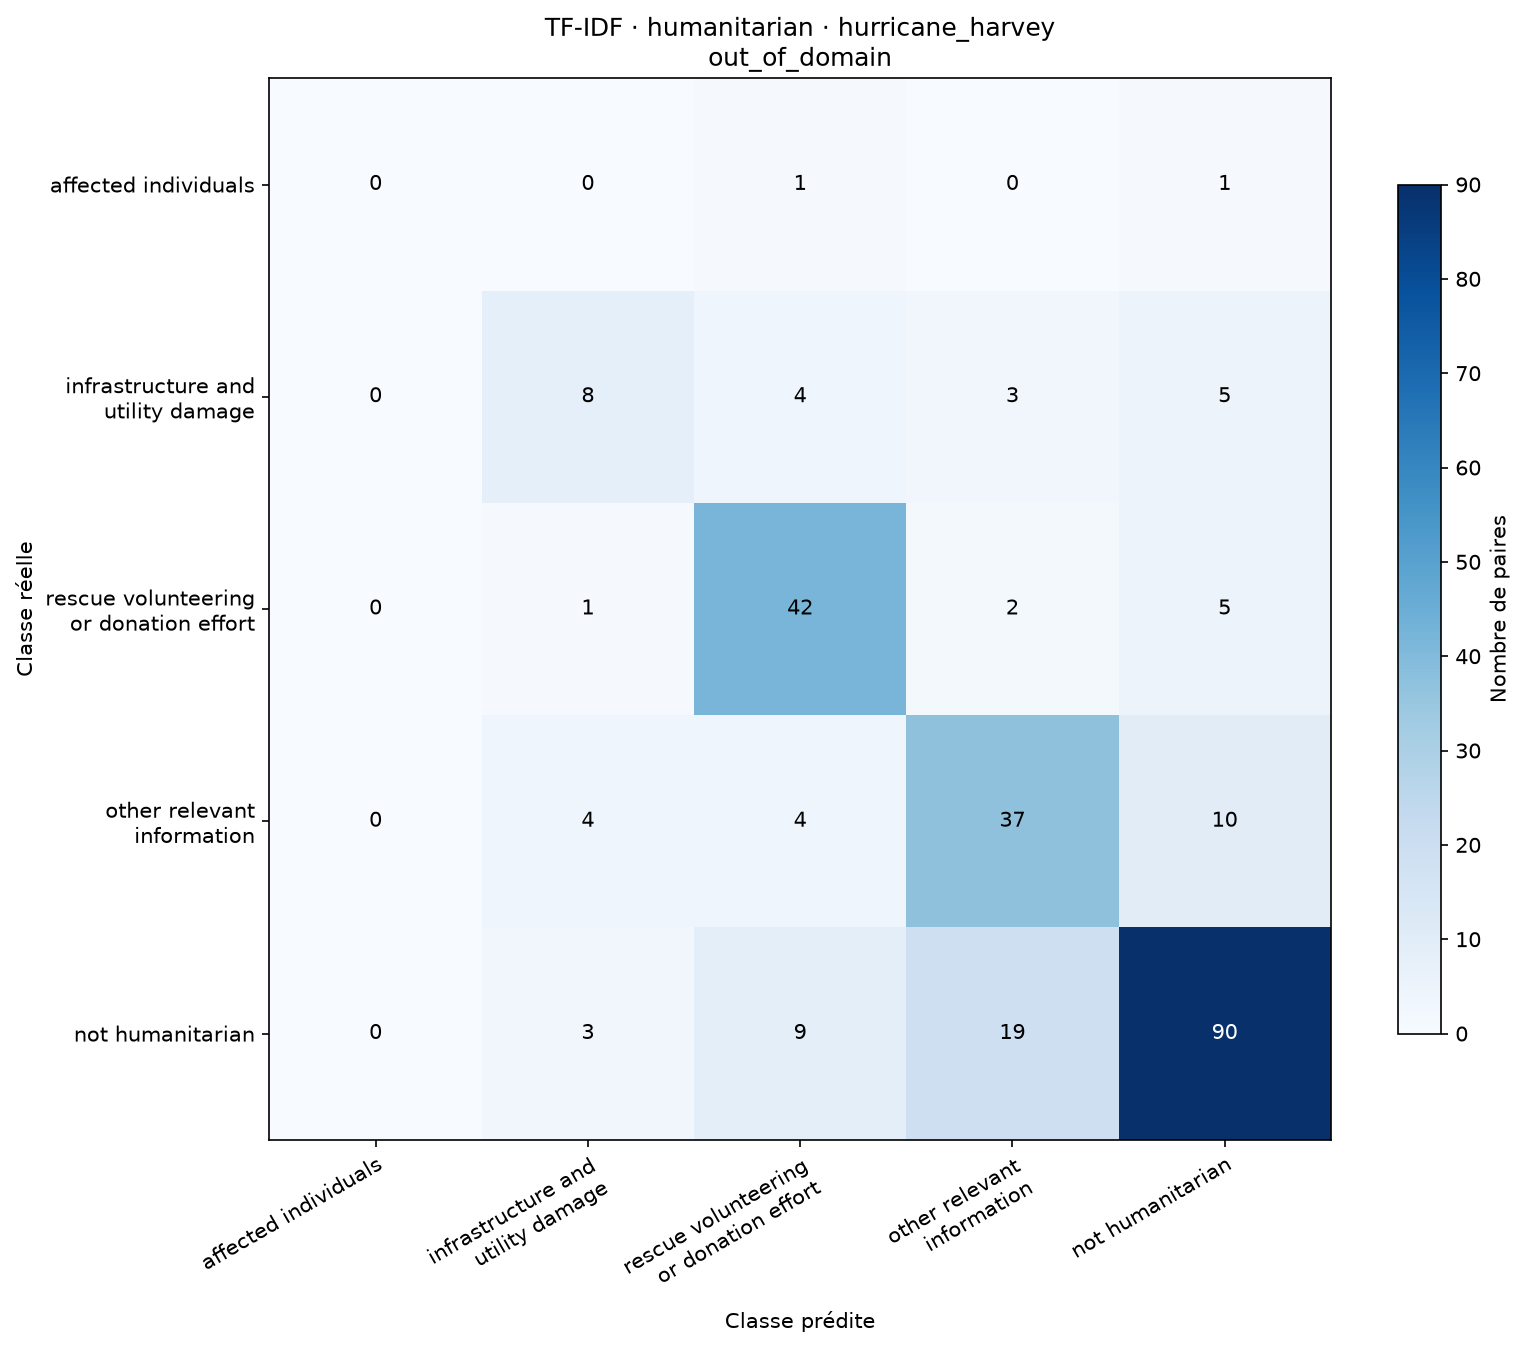 TF-IDF · humanitarian · hurricane_harvey
out_of_domain
Classe réelle
affected individuals
0 0 1 0 1
infrastructure and
utility damage
0 8 4 3 5
rescue volunteering
or donation effort
0 1 42 2 5
other relevant
information
0 4 4 37 10
not humanitarian
0 3 9 19 90
affected individuals
infrastructure and
utility damage
rescue volunteering
or donation effort
other relevant
information
not humanitarian
Classe prédite
90
80
70
60
50
40
30
20
10
0
Nombre de paires